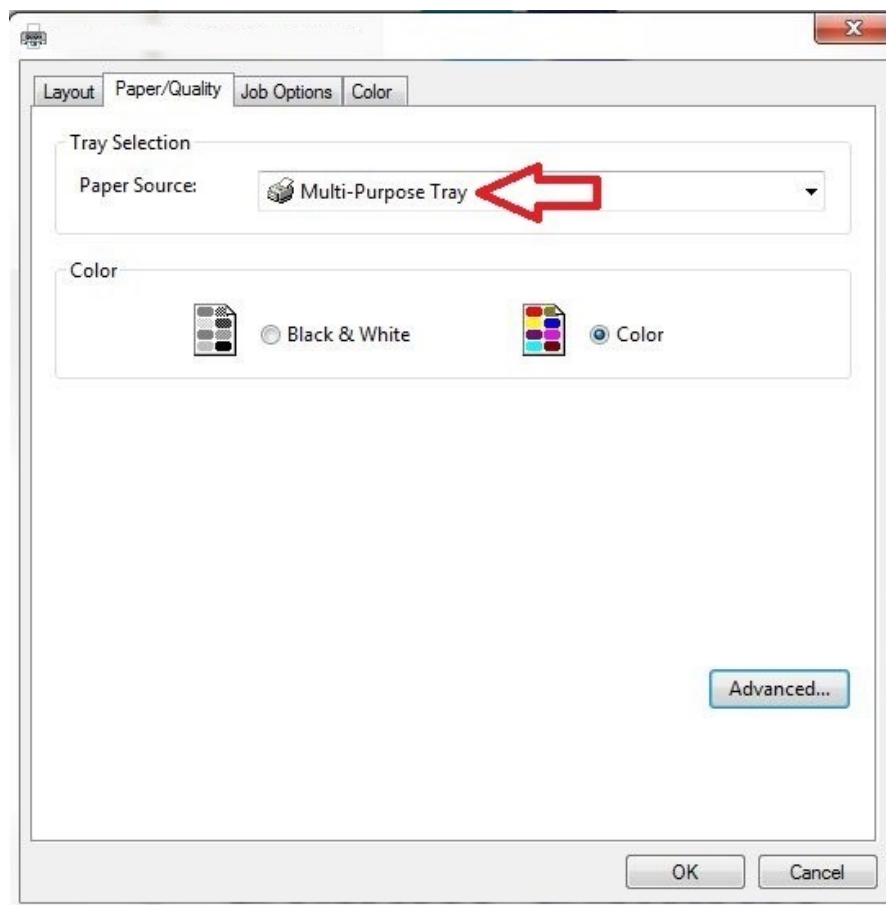 Layout Paper/Quality Job Options Color
Tray Selection
Paper Source: Multi-Purpose Tray
Color
Black & White Color
Advanced...
OK Cancel